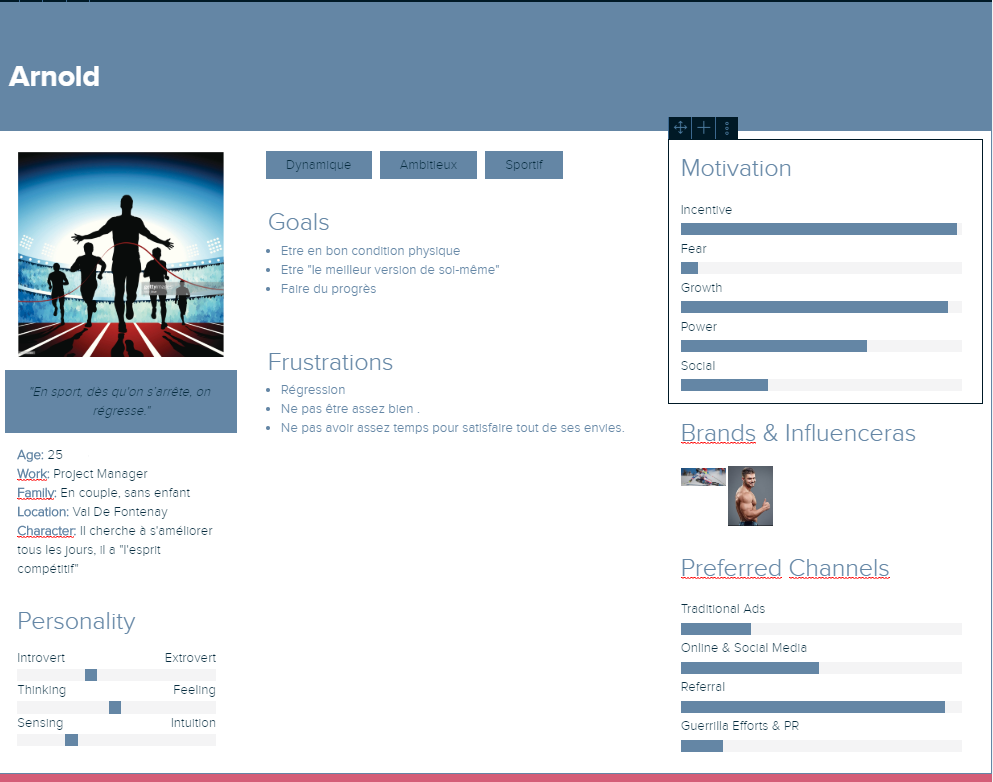 Arnold
"En sport, dès qu'on s'arrête, on
régresse."
Age: 25
Work: Project Manager
Family: En couple, sans enfant
Location: Val De Fontenay
Character: Il cherche à s'améliorer
tous les jours, il a "l'esprit
compétitif"
Personality
Introvert Extrovert
Thinking Feeling
Sensing Intuition
Dynamique Ambitieux Sportif
Goals
Etre en bon condition physique
Etre "le meilleur version de soi-même"
Faire du progrès
Frustrations
Régression
Ne pas être assez bien .
Ne pas avoir assez temps pour satisfaire tout de ses envies.
Motivation
Incentive
Fear
Growth
Power
Social
Brands & Influenceras
Preferred Channels
Traditional Ads
Online & Social Media
Referral
Guerrilla Efforts & PR